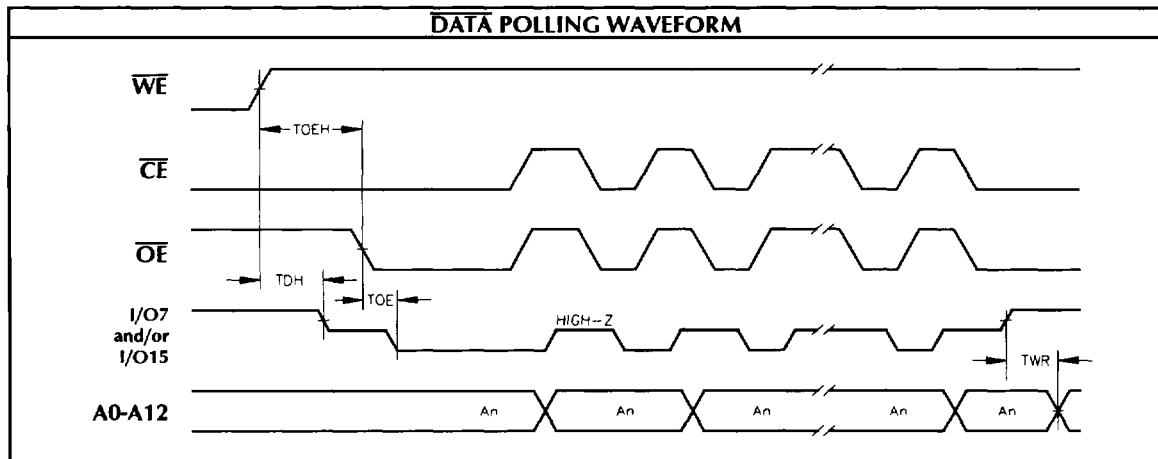 DATA POLLING WAVEFORM
WE
TOEH
CE
OE
TDH
TOE
I/O7
and/or
I/O15
HIGH-Z
TWR
A0-A12
An An An An An